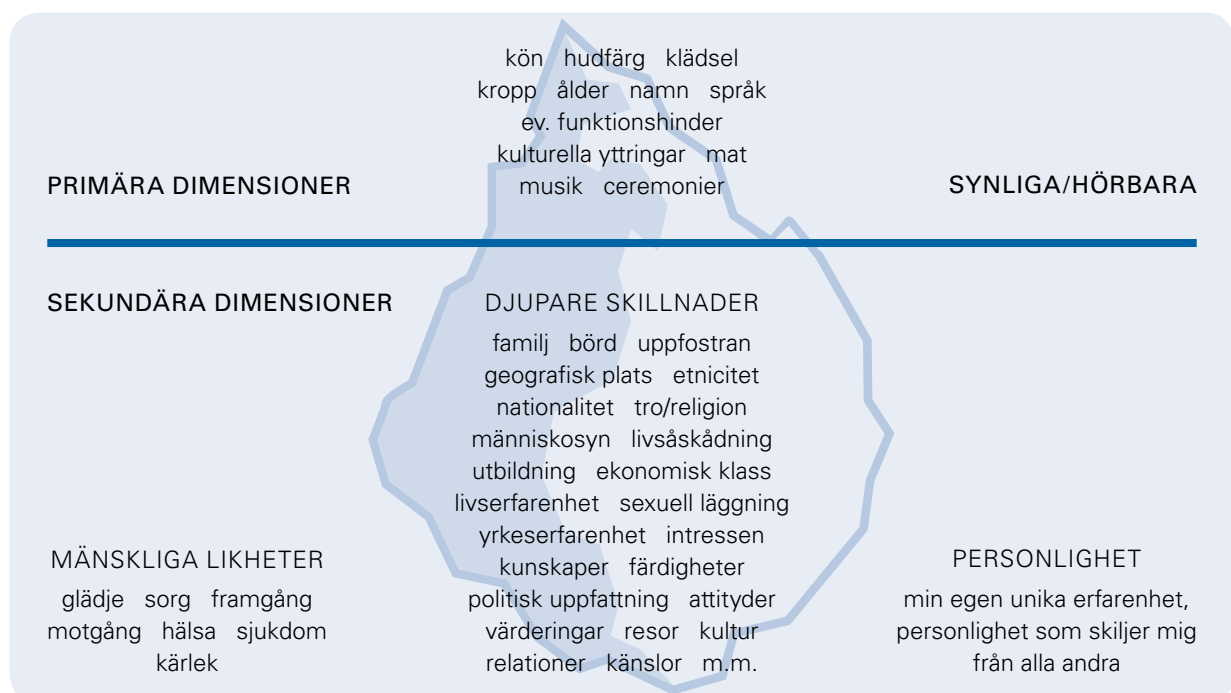 kön hudfärg klädsel
kropp ålder namn språk
ev. funktionshinder
kulturella yttringar mat
musik ceremonier
PRIMÄRA DIMENSIONER
SYNLIGA/HÖRBARA
SEKUNDÄRA DIMENSIONER
DJUPARE SKILLNADER
familj börd uppfostran
geografisk plats etnicitet
nationalitet tro/religion
människosyn livsåskådning
utbildning ekonomisk klass
livserfarenhet sexuell läggning
yrkeserfarenhet intressen
kunskaper färdigheter
politisk uppfattning attityder
värderingar resor kultur
relationer känslor m.m.
MÄNSKLIGA LIKHETER
glädje sorg framgång
motgång hälsa sjukdom
kärlek
PERSONLIGHET
min egen unika erfarenhet,
personlighet som skiljer mig
från alla andra